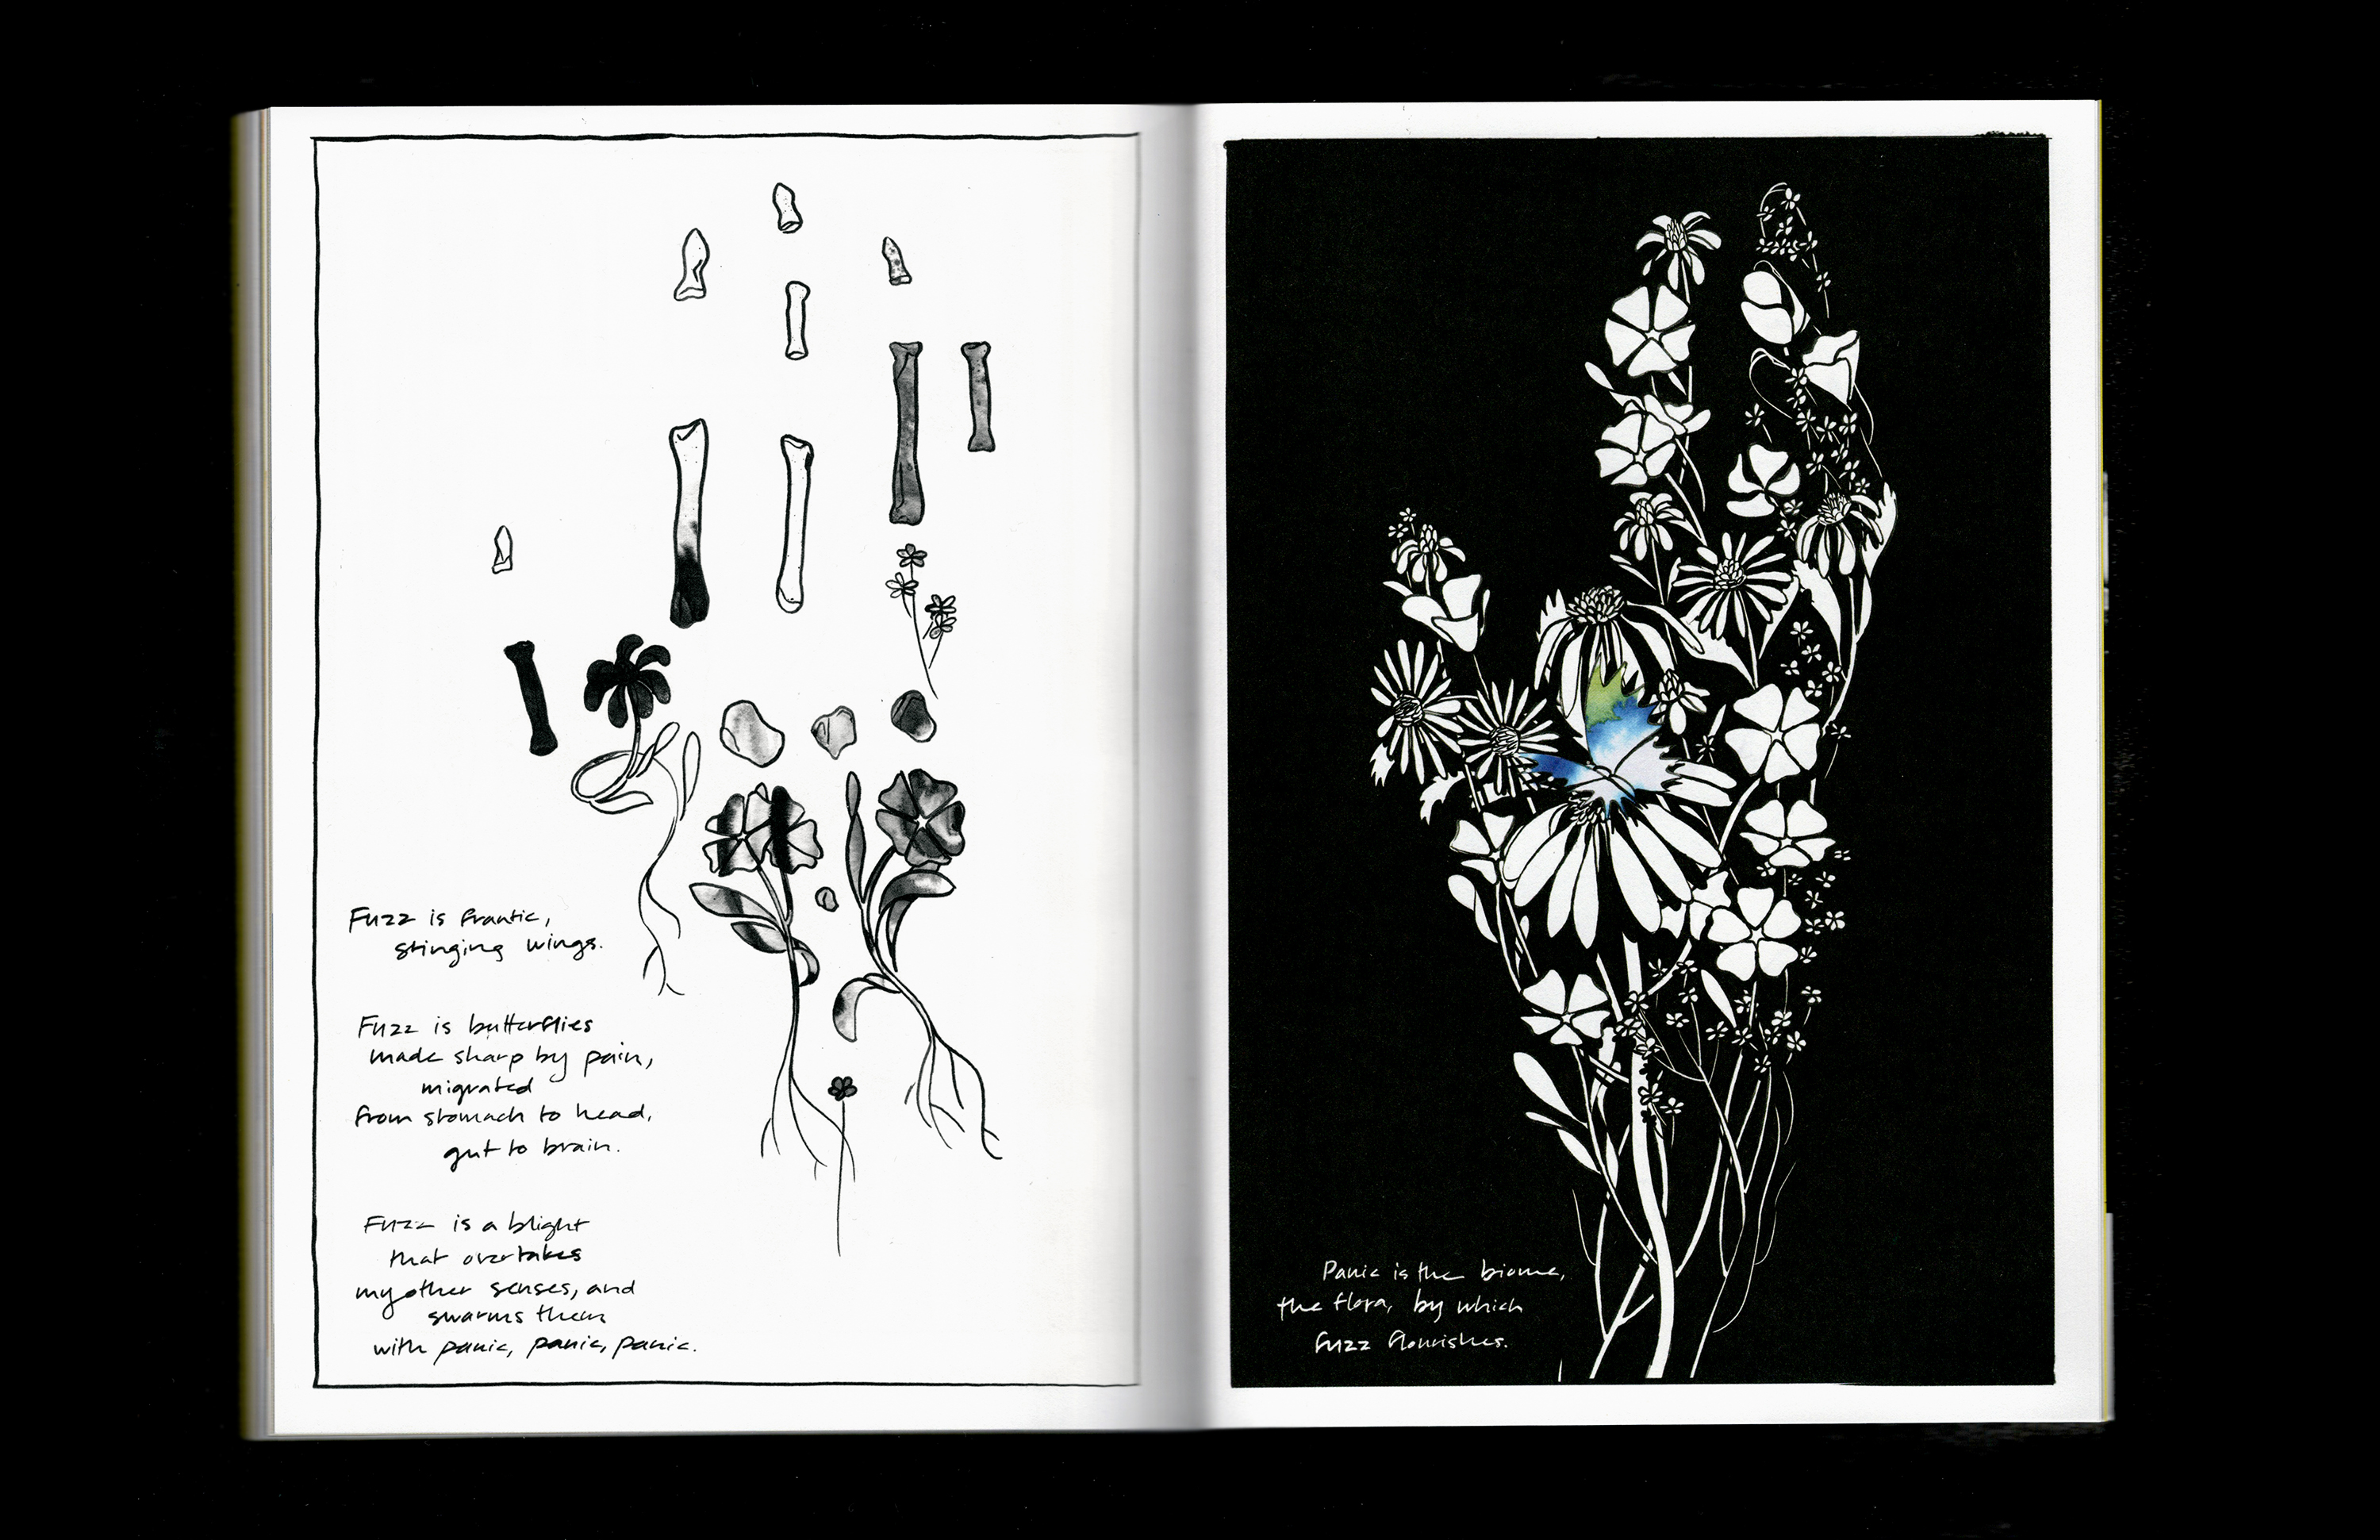 Fuzz is frantic,
stinging wings.
Fuzz is butterflies
made sharp by pain,
migrated
from stomach to head,
gut to brain.
Fuzz is a blight
that overtakes
my other senses, and
swarms them
with panic, panic, panic.
Panic is the biome,
the flora, by which
fuzz flourishes.